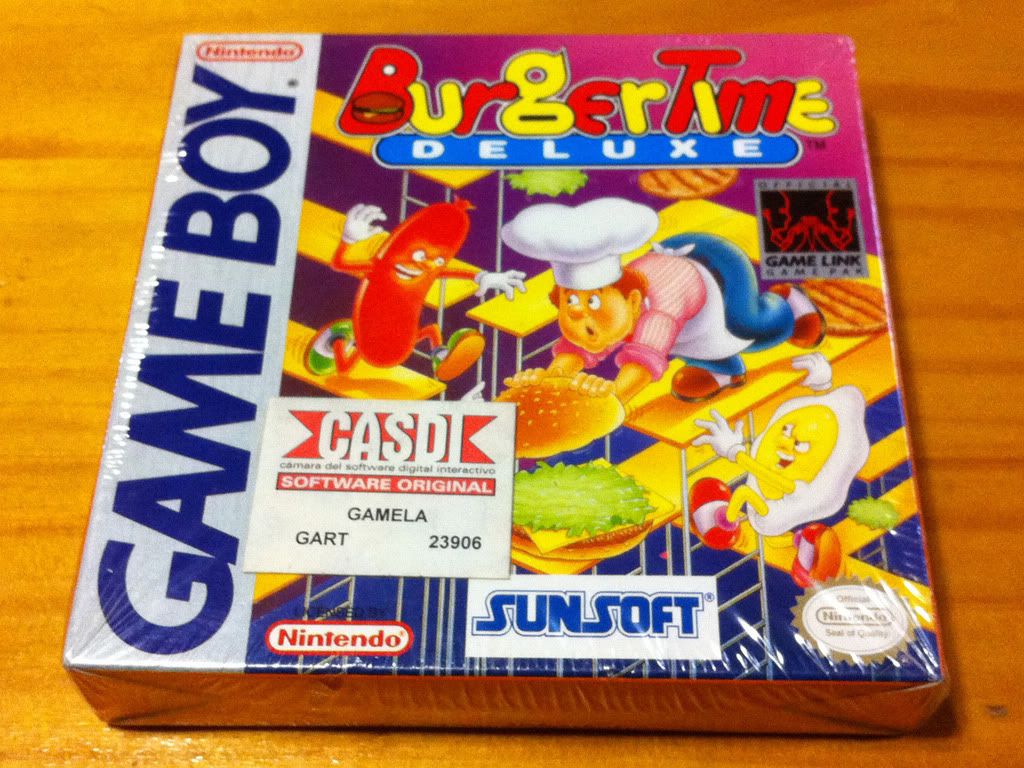 Nintendo®
GAME BOY
BurgerTime
DELUXE™
OFFICIAL
GAME LINK
GAME PAK
CASDI
cámara del software digital interactivo
SOFTWARE ORIGINAL
GAMELA
GART 23906
LICENSED BY
Nintendo
SUNSOFT®
Official
Nintendo
Seal of Quality